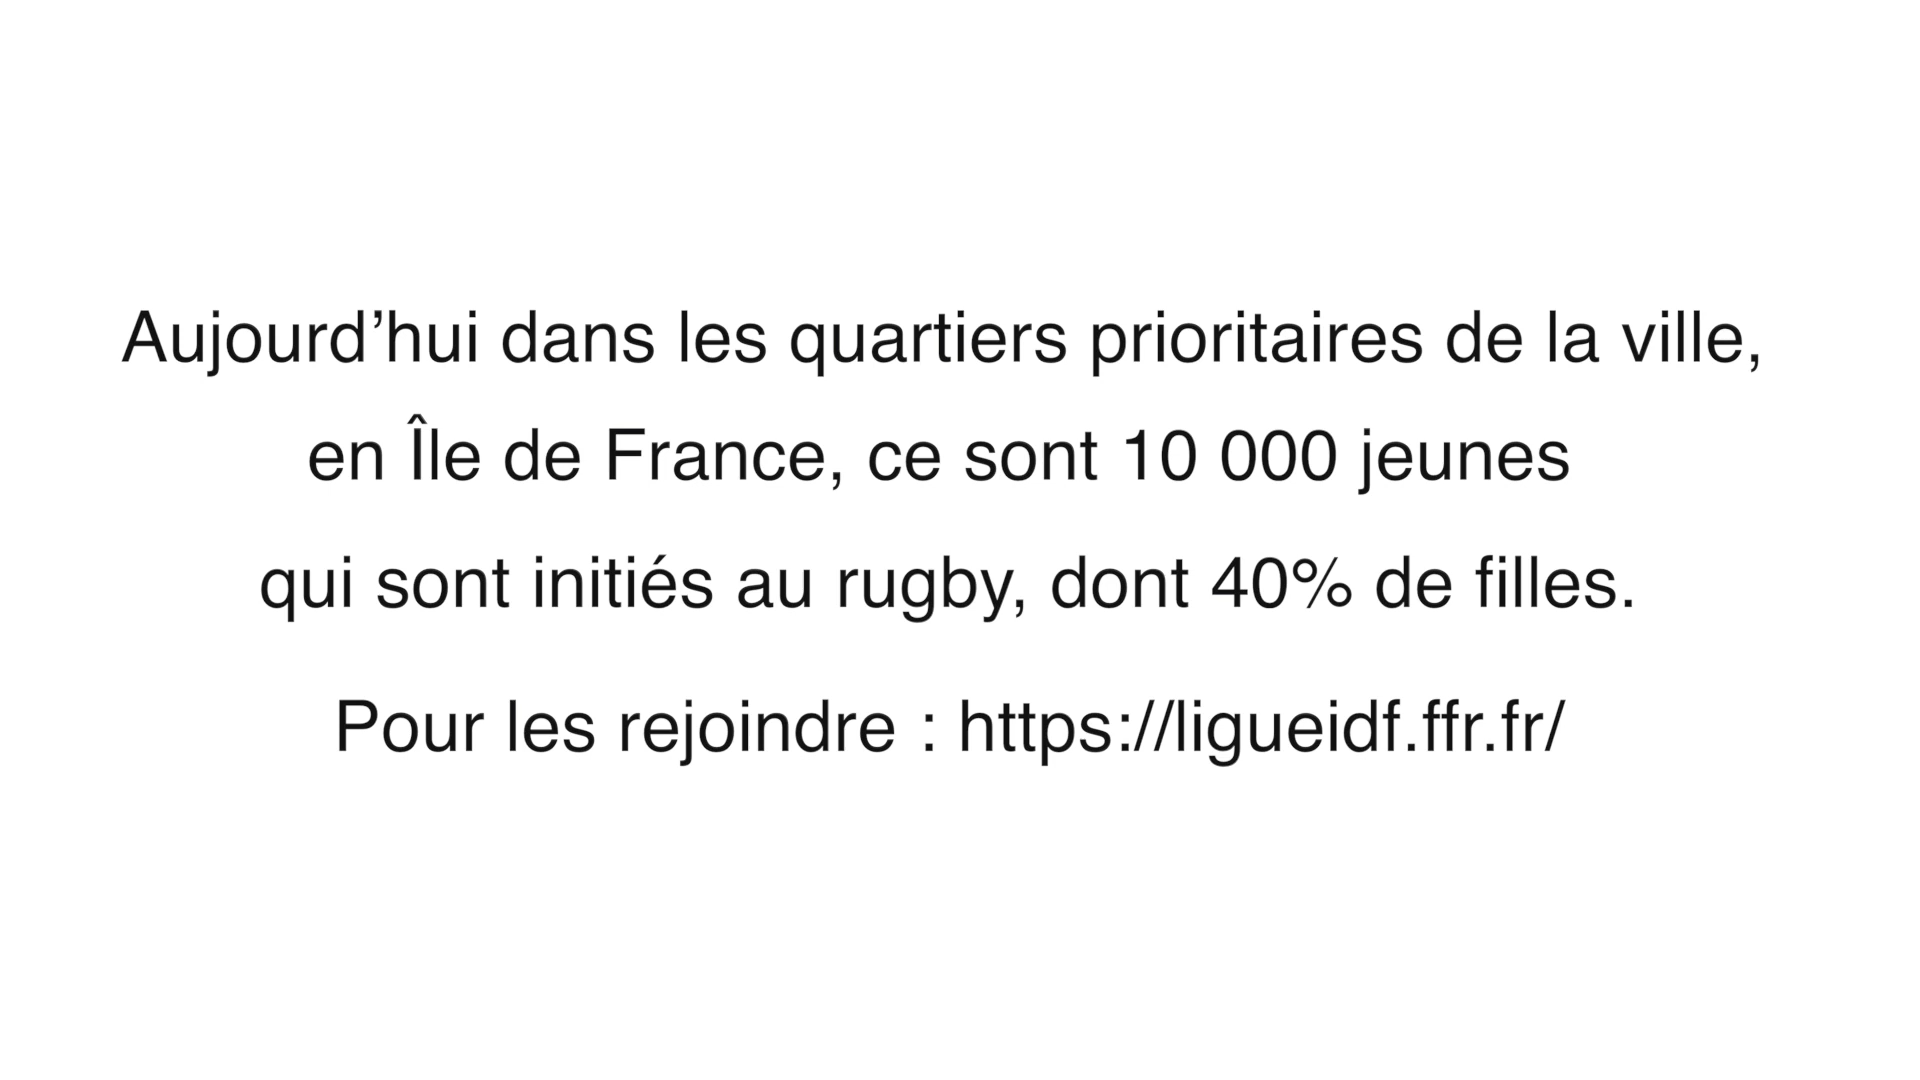 Aujourd’hui dans les quartiers prioritaires de la ville,
en Île de France, ce sont 10 000 jeunes
qui sont initiés au rugby, dont 40% de filles.
Pour les rejoindre : https://ligueidf.ffr.fr/